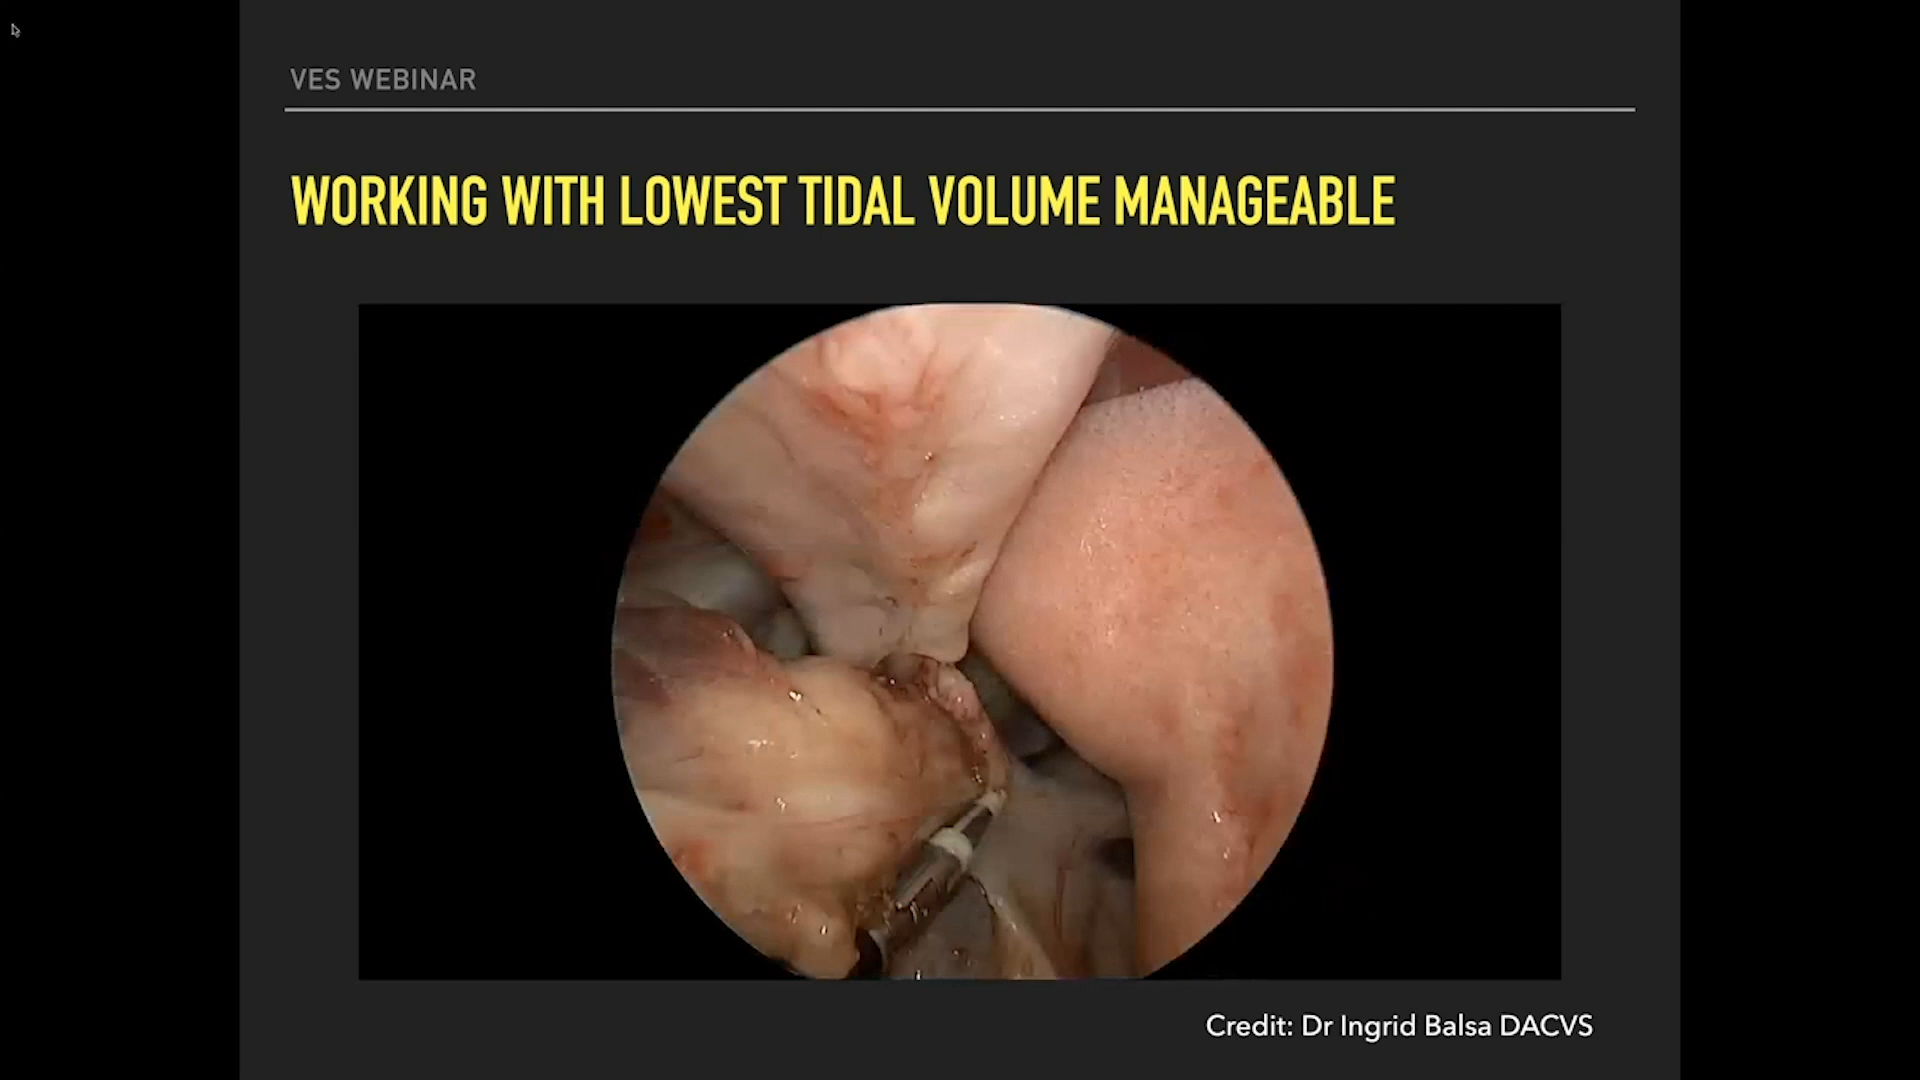 VES WEBINAR
WORKING WITH LOWEST TIDAL VOLUME MANAGEABLE
Credit: Dr Ingrid Balsa DACVS